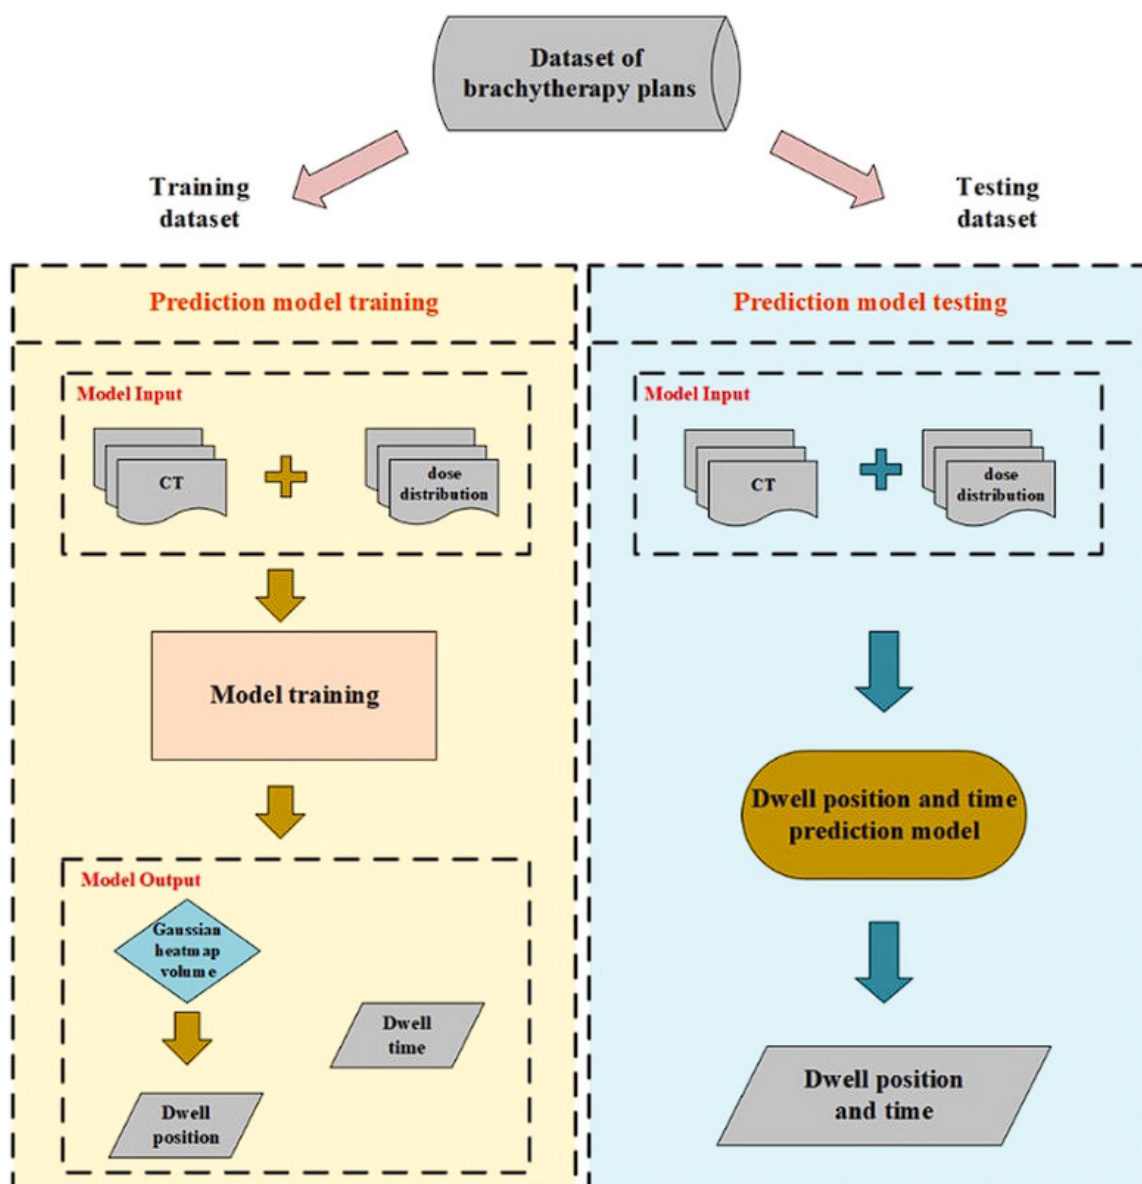 Dataset of
brachytherapy plans
Training
dataset
Testing
dataset
Prediction model training
Model Input
CT
dose
distribution
Model training
Model Output
Gaussian
heatmap
volume
Dwell
time
Dwell
position
Prediction model testing
Model Input
CT
dose
distribution
Dwell position and time
prediction model
Dwell position
and time